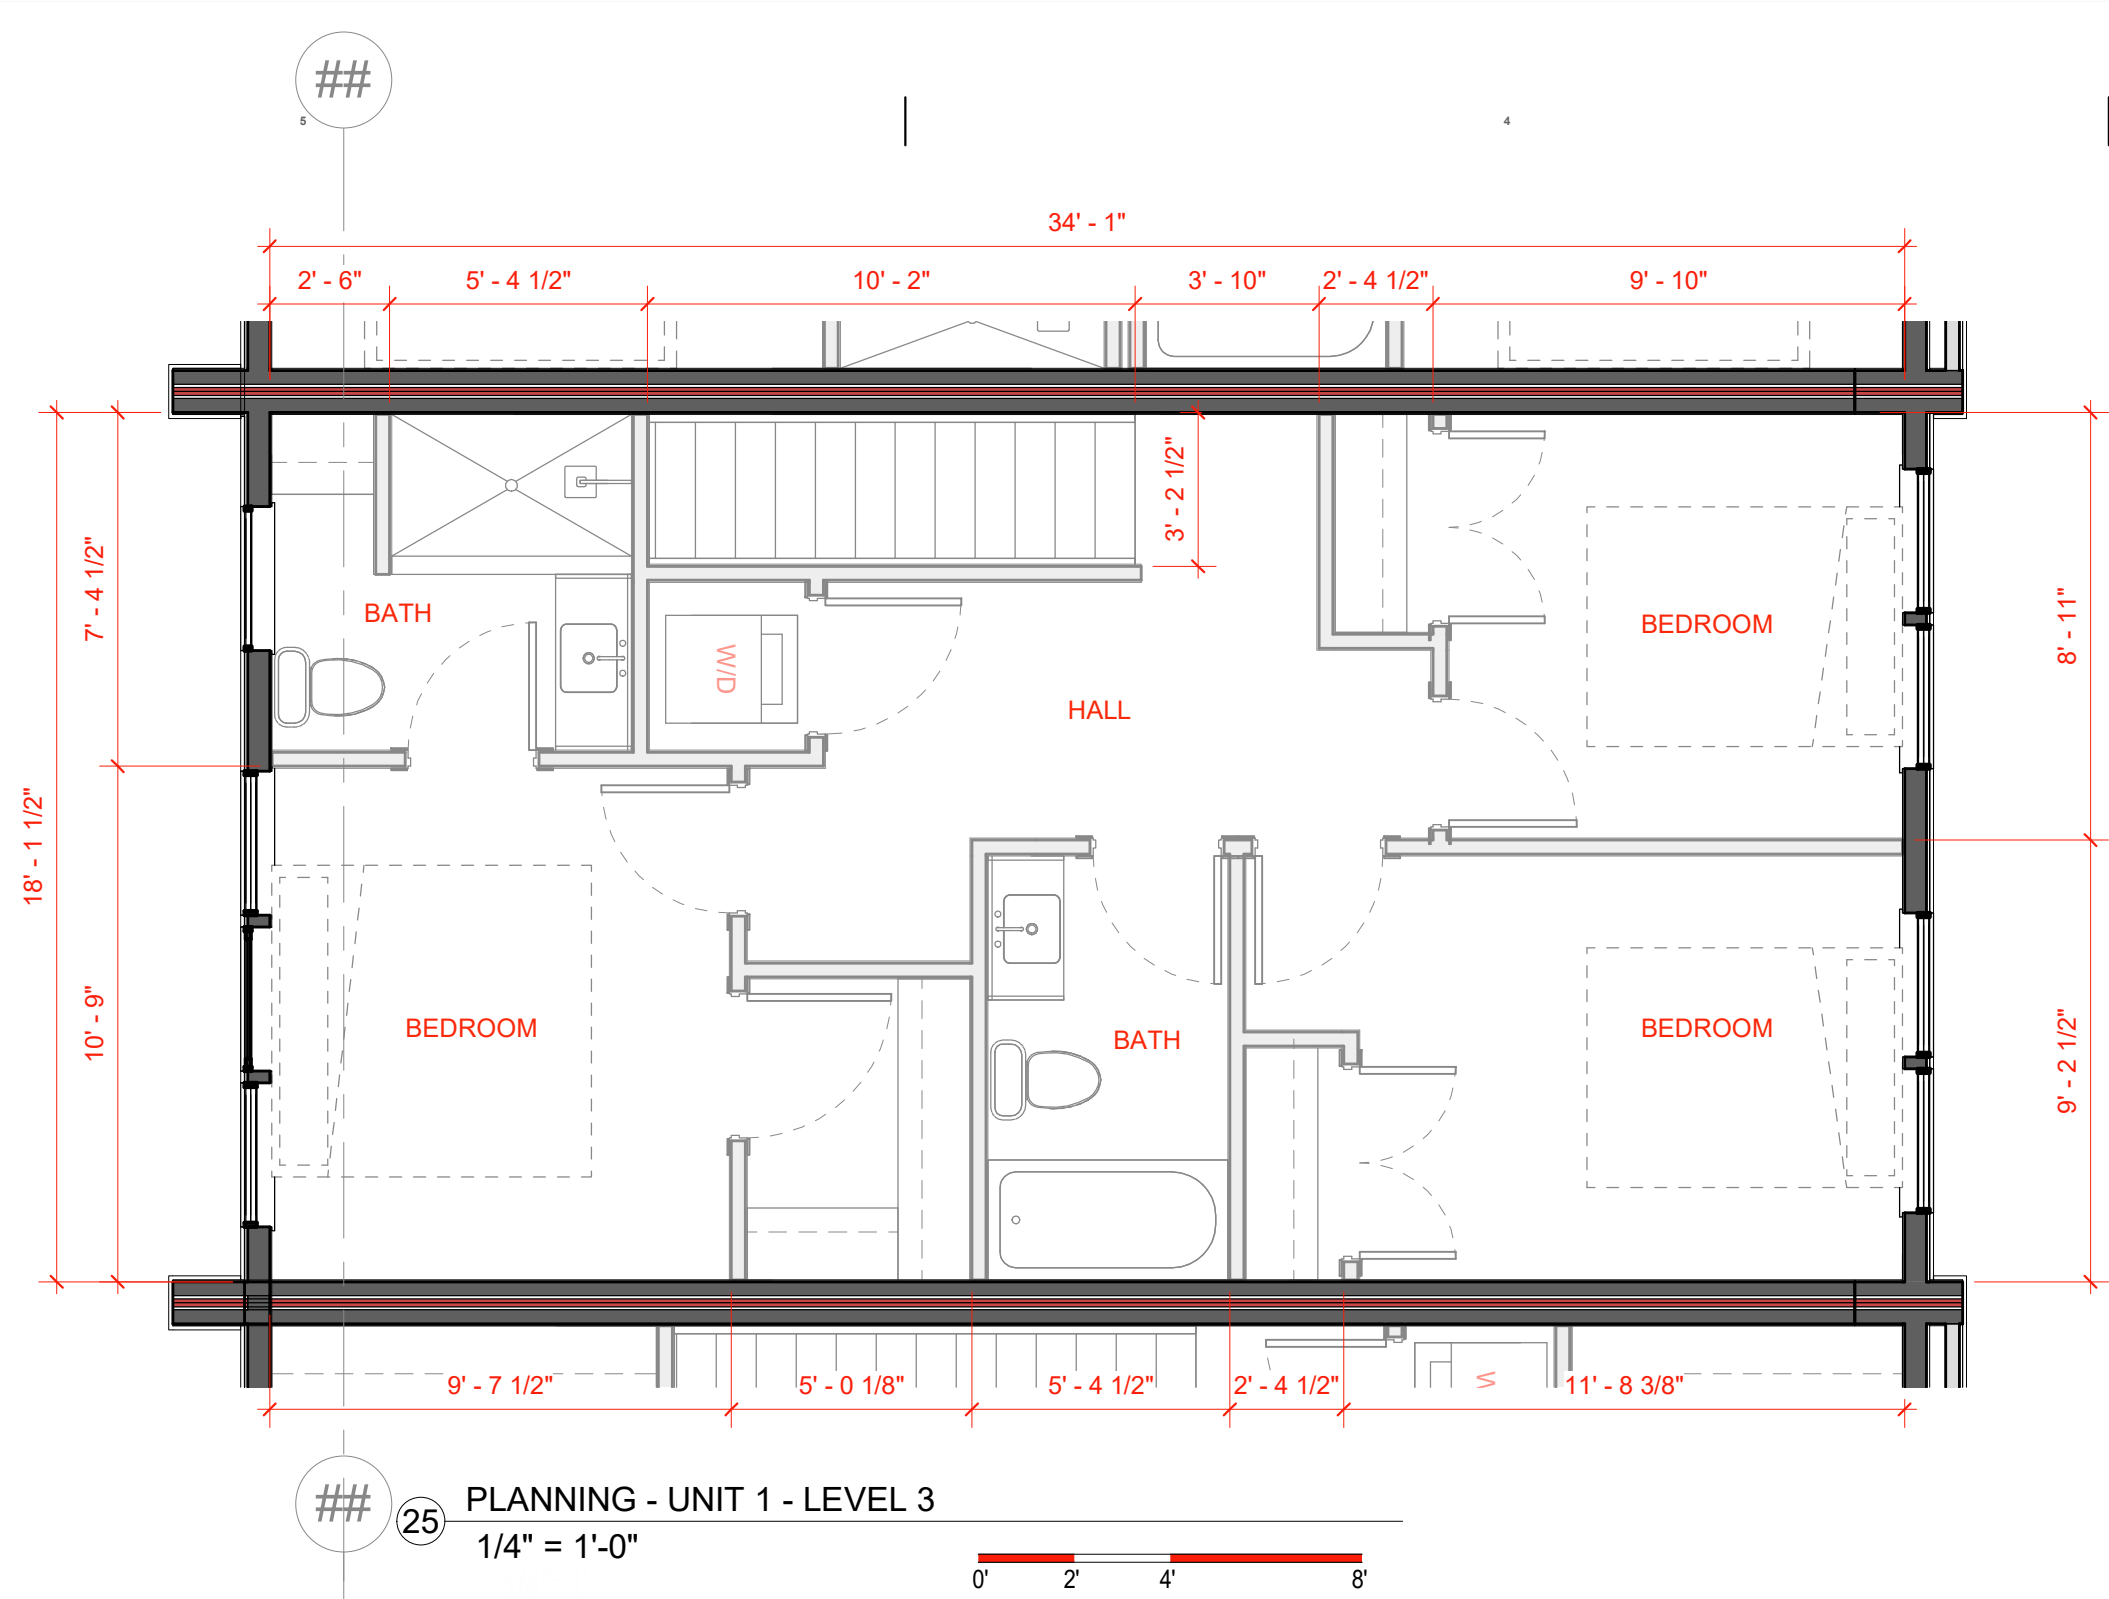 ##
5
4
34' - 1"
2' - 6"
5' - 4 1/2"
10' - 2"
3' - 10"
2' - 4 1/2"
9' - 10"
3' - 2 1/2"
7' - 4 1/2"
BATH
W/D
HALL
BEDROOM
8' - 11"
18' - 1 1/2"
10' - 9"
BEDROOM
BATH
BEDROOM
9' - 2 1/2"
9' - 7 1/2"
5' - 0 1/8"
5' - 4 1/2"
2' - 4 1/2"
W
11' - 8 3/8"
##
25
PLANNING - UNIT 1 - LEVEL 3
1/4" = 1'-0"
0' 2' 4' 8'